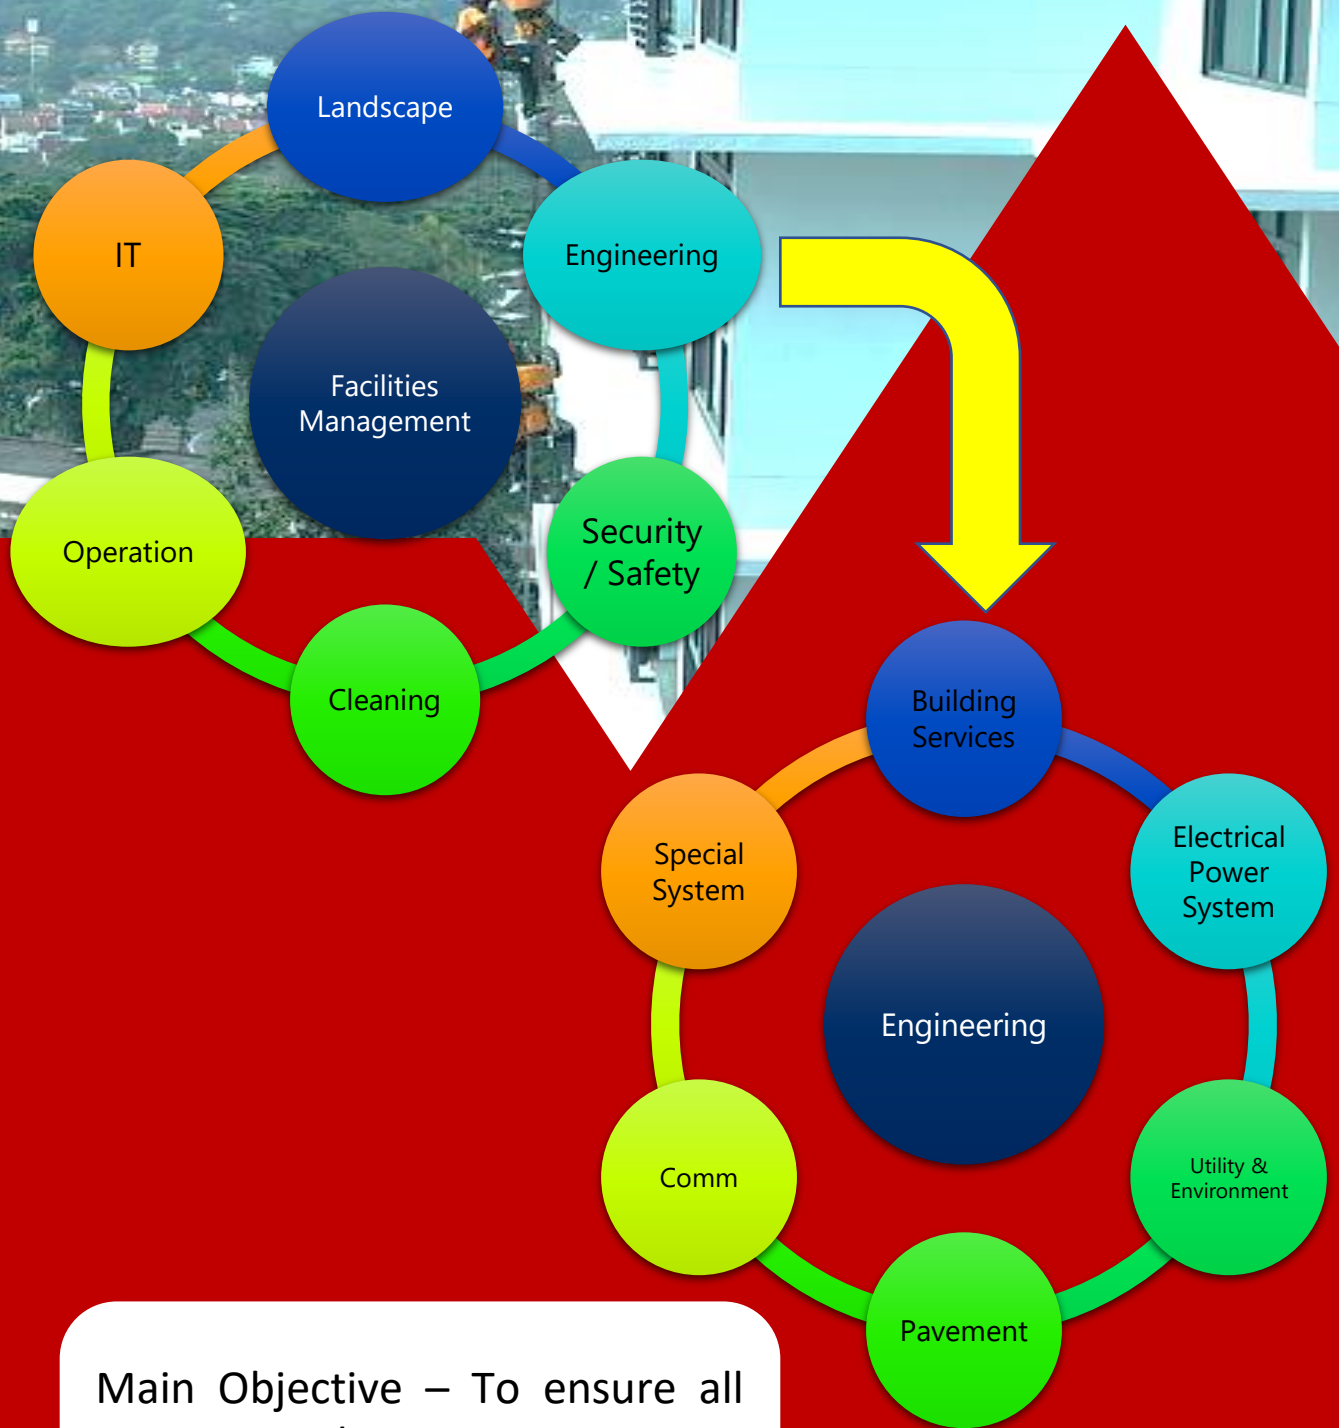 Landscape
IT
Engineering
Facilities
Management
Operation
Security
/ Safety
Cleaning
Building
Services
Special
System
Electrical
Power
System
Engineering
Comm
Utility &
Environment
Pavement
Main Objective – To ensure all